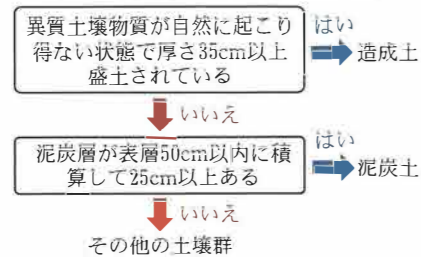 異質土壌物質が自然に起こり
得ない状態で厚さ35cm以上
盛土されている
はい
造成土
いいえ
泥炭層が表層50cm以内に積
算して25cm以上ある
はい
泥炭土
いいえ
その他の土壌群